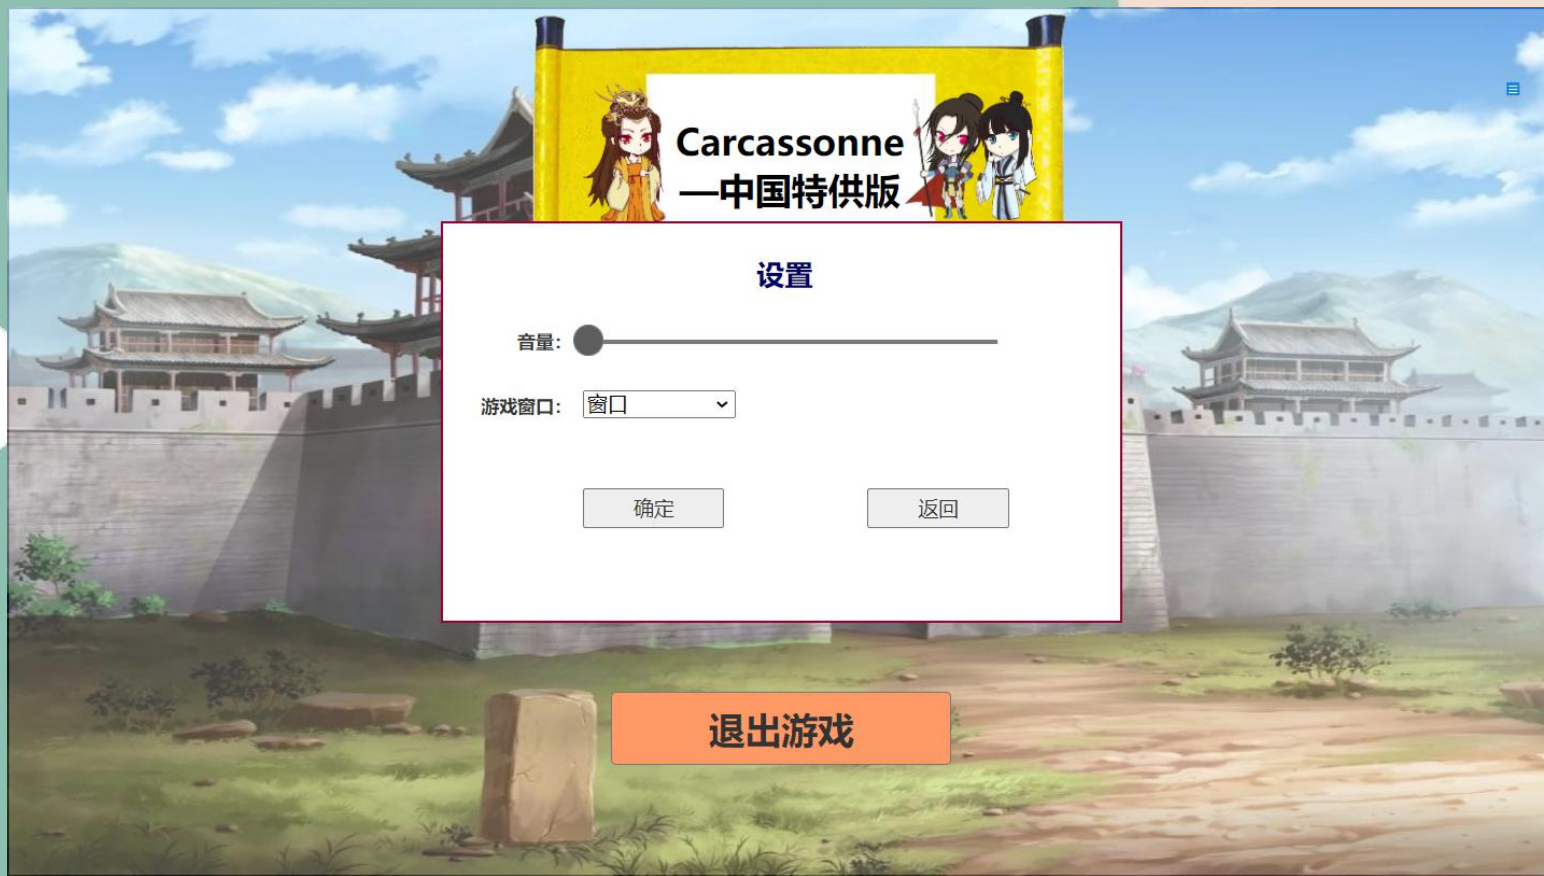 Carcassonne
—中国特供版
设置
音量：
游戏窗口：
窗口
确定
返回
退出游戏